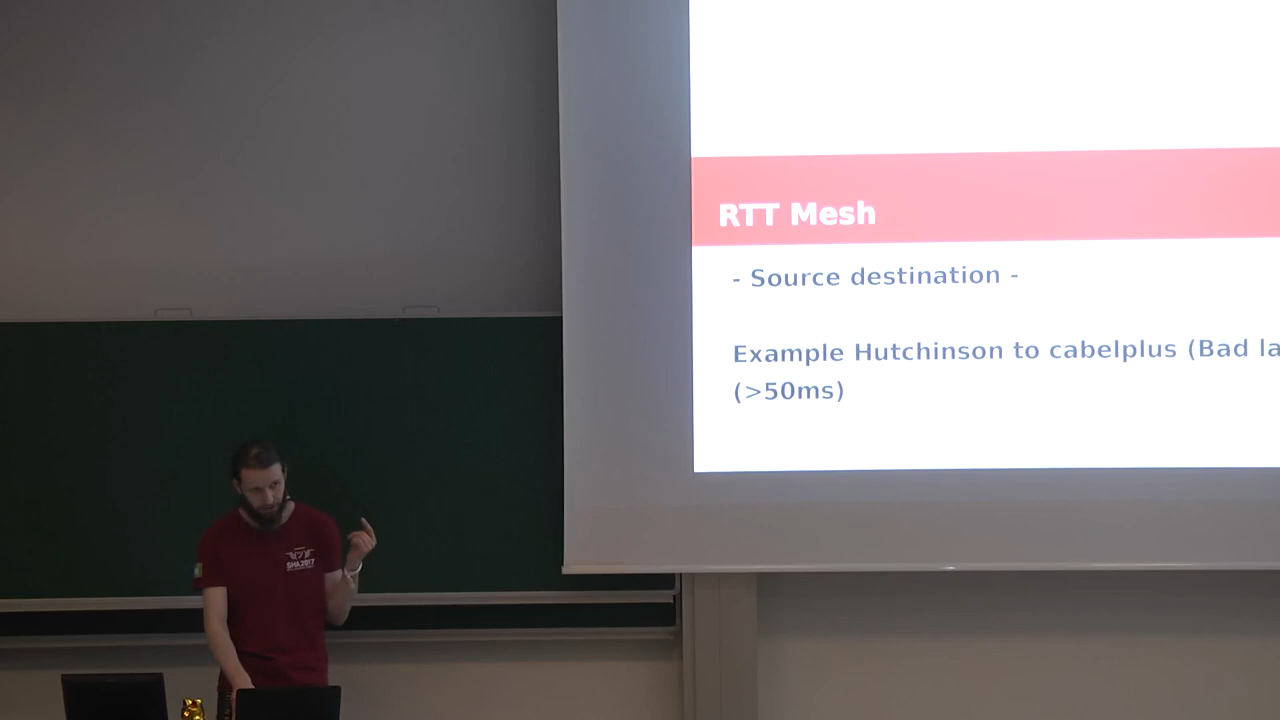 RTT Mesh
- Source destination -
Example Hutchinson to cabelplus (Bad la
(>50ms)
SHA2017